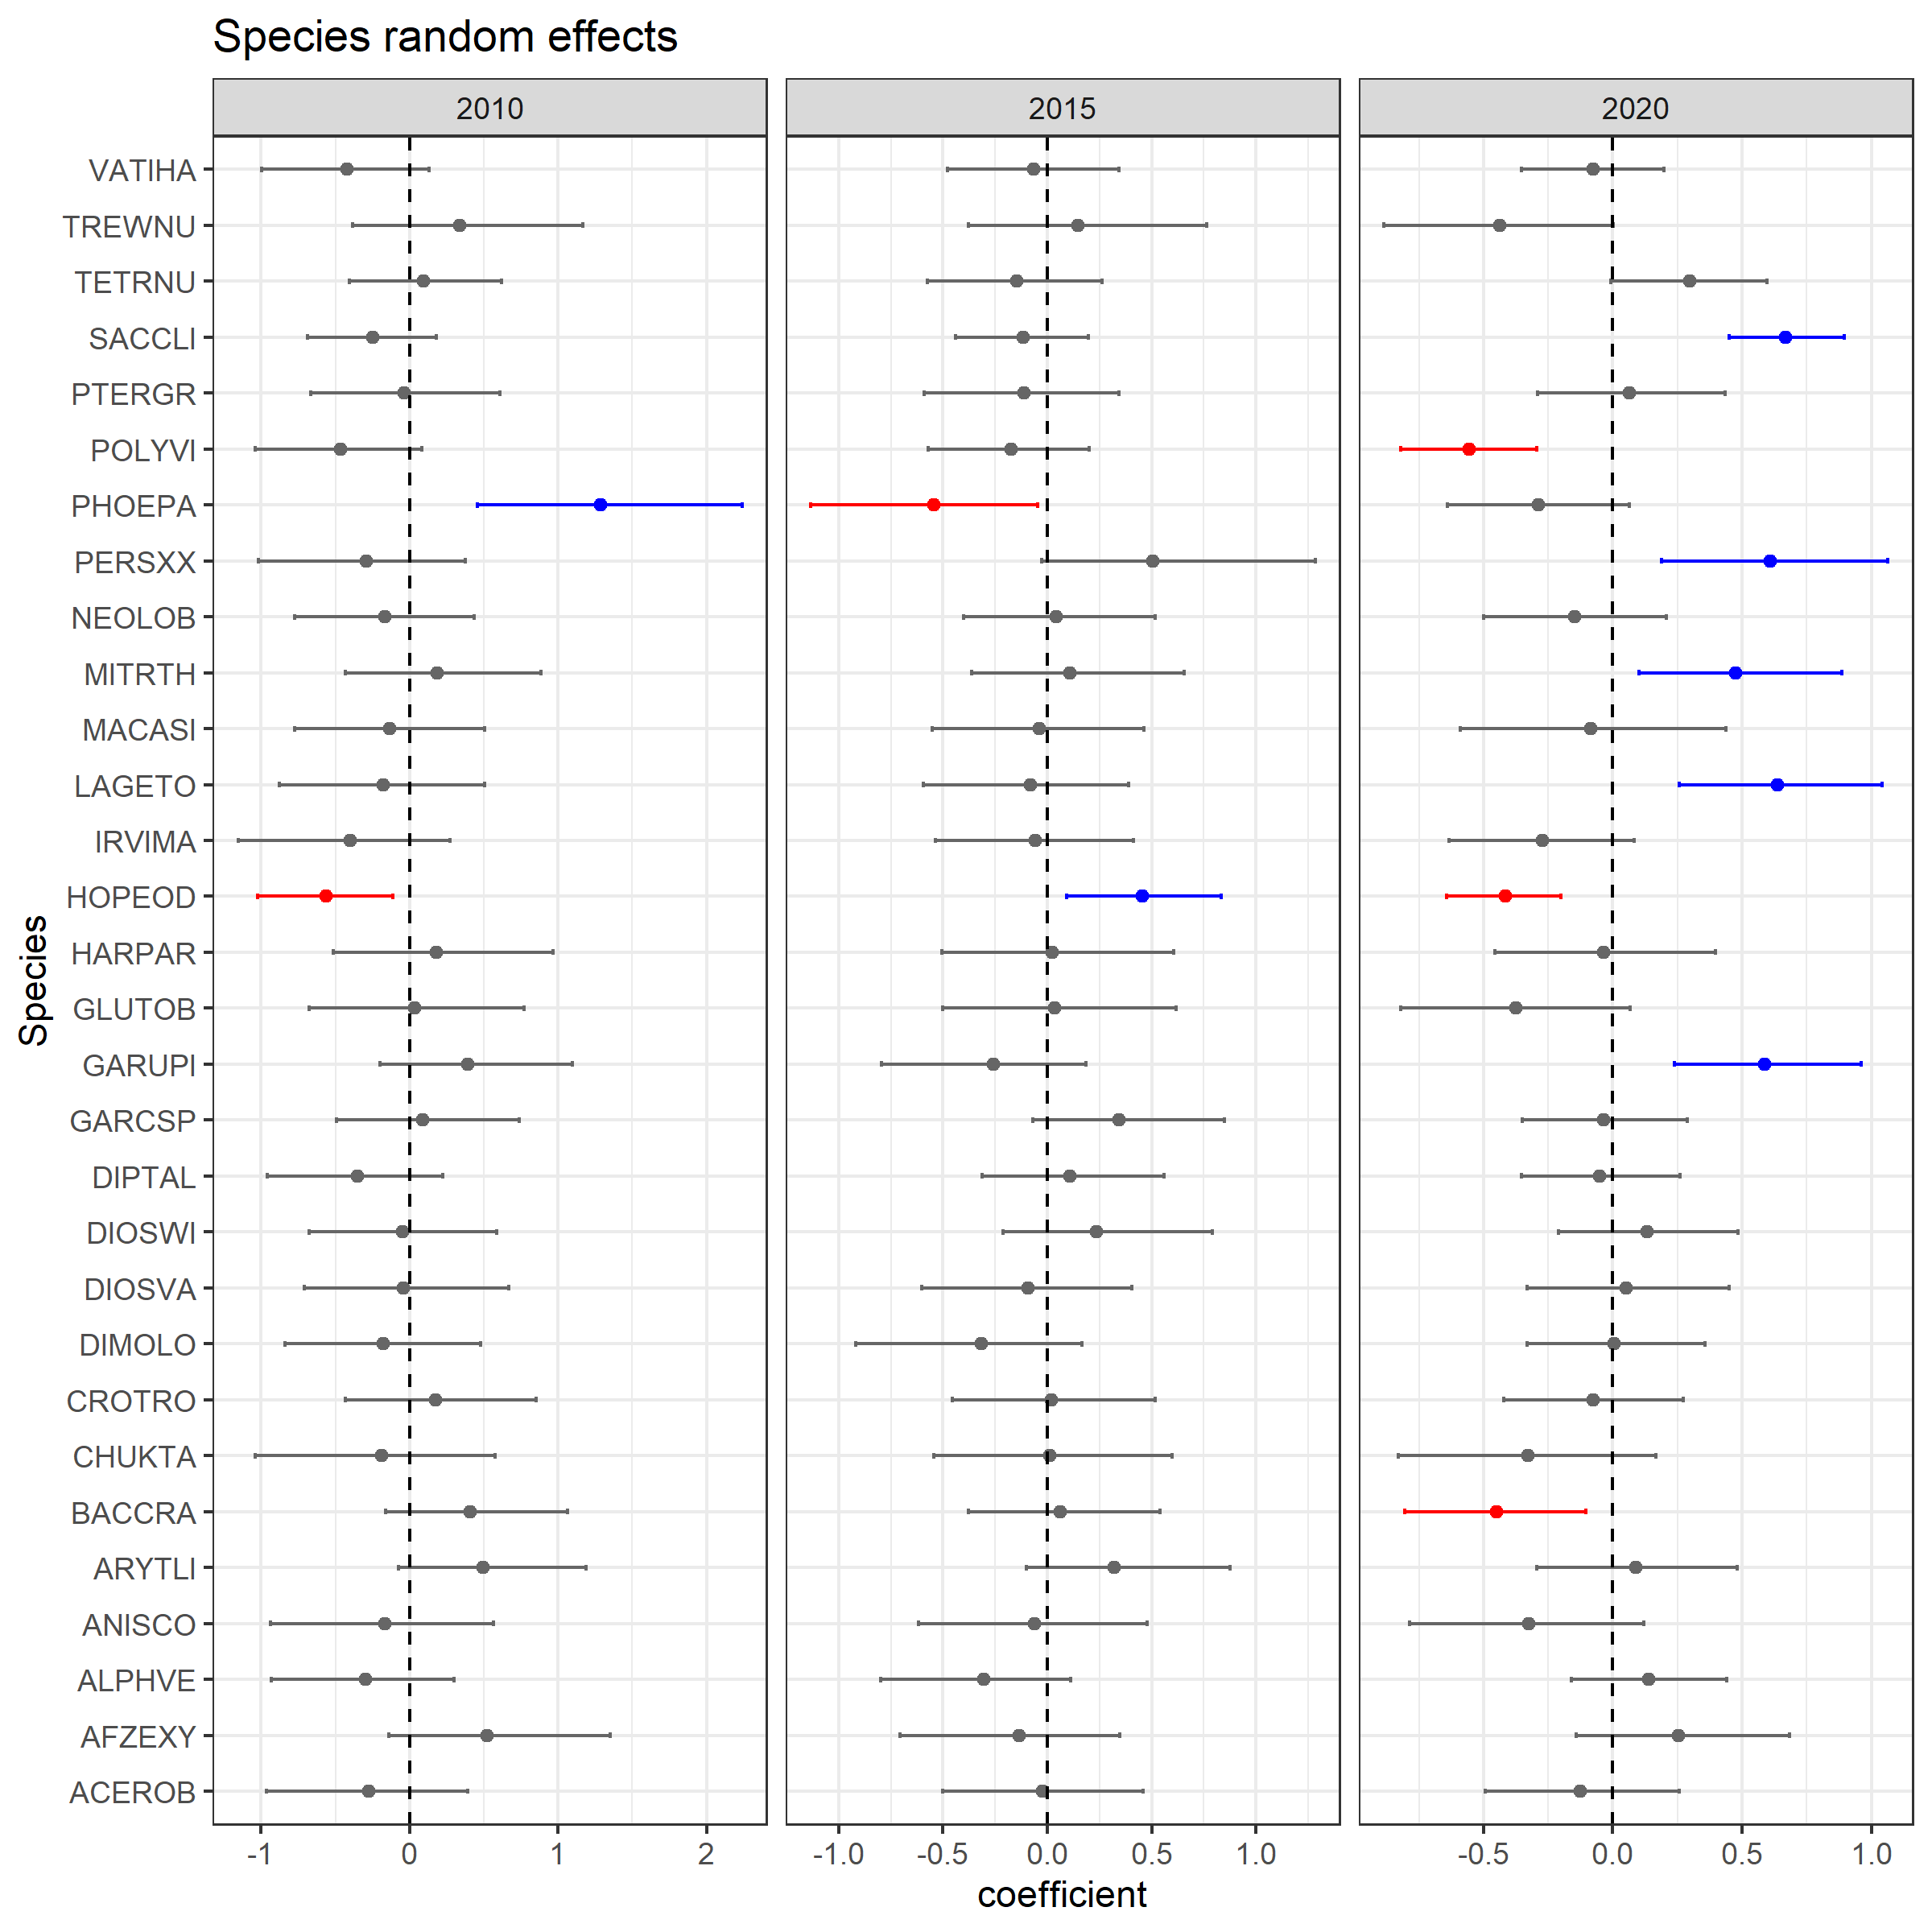 Species random effects
2010 2015 2020
VATIHA
TREWNU
TETRNU
SACCLI
PTERGR
POLYVI
PHOEPA
PERSXX
NEOLOB
MITRTH
MACASI
LAGETO
IRVIMA
HOPEOD
HARPAR
GLUTOB
GARUPI
GARCSP
DIPTAL
DIOSWI
DIOSVA
DIMOLO
CROTRO
CHUKTA
BACCRA
ARYTLI
ANISCO
ALPHVE
AFZEXY
ACEROB
Species
-1 0 1 2 -1.0 -0.5 0.0 0.5 1.0 -0.5 0.0 0.5 1.0
coefficient